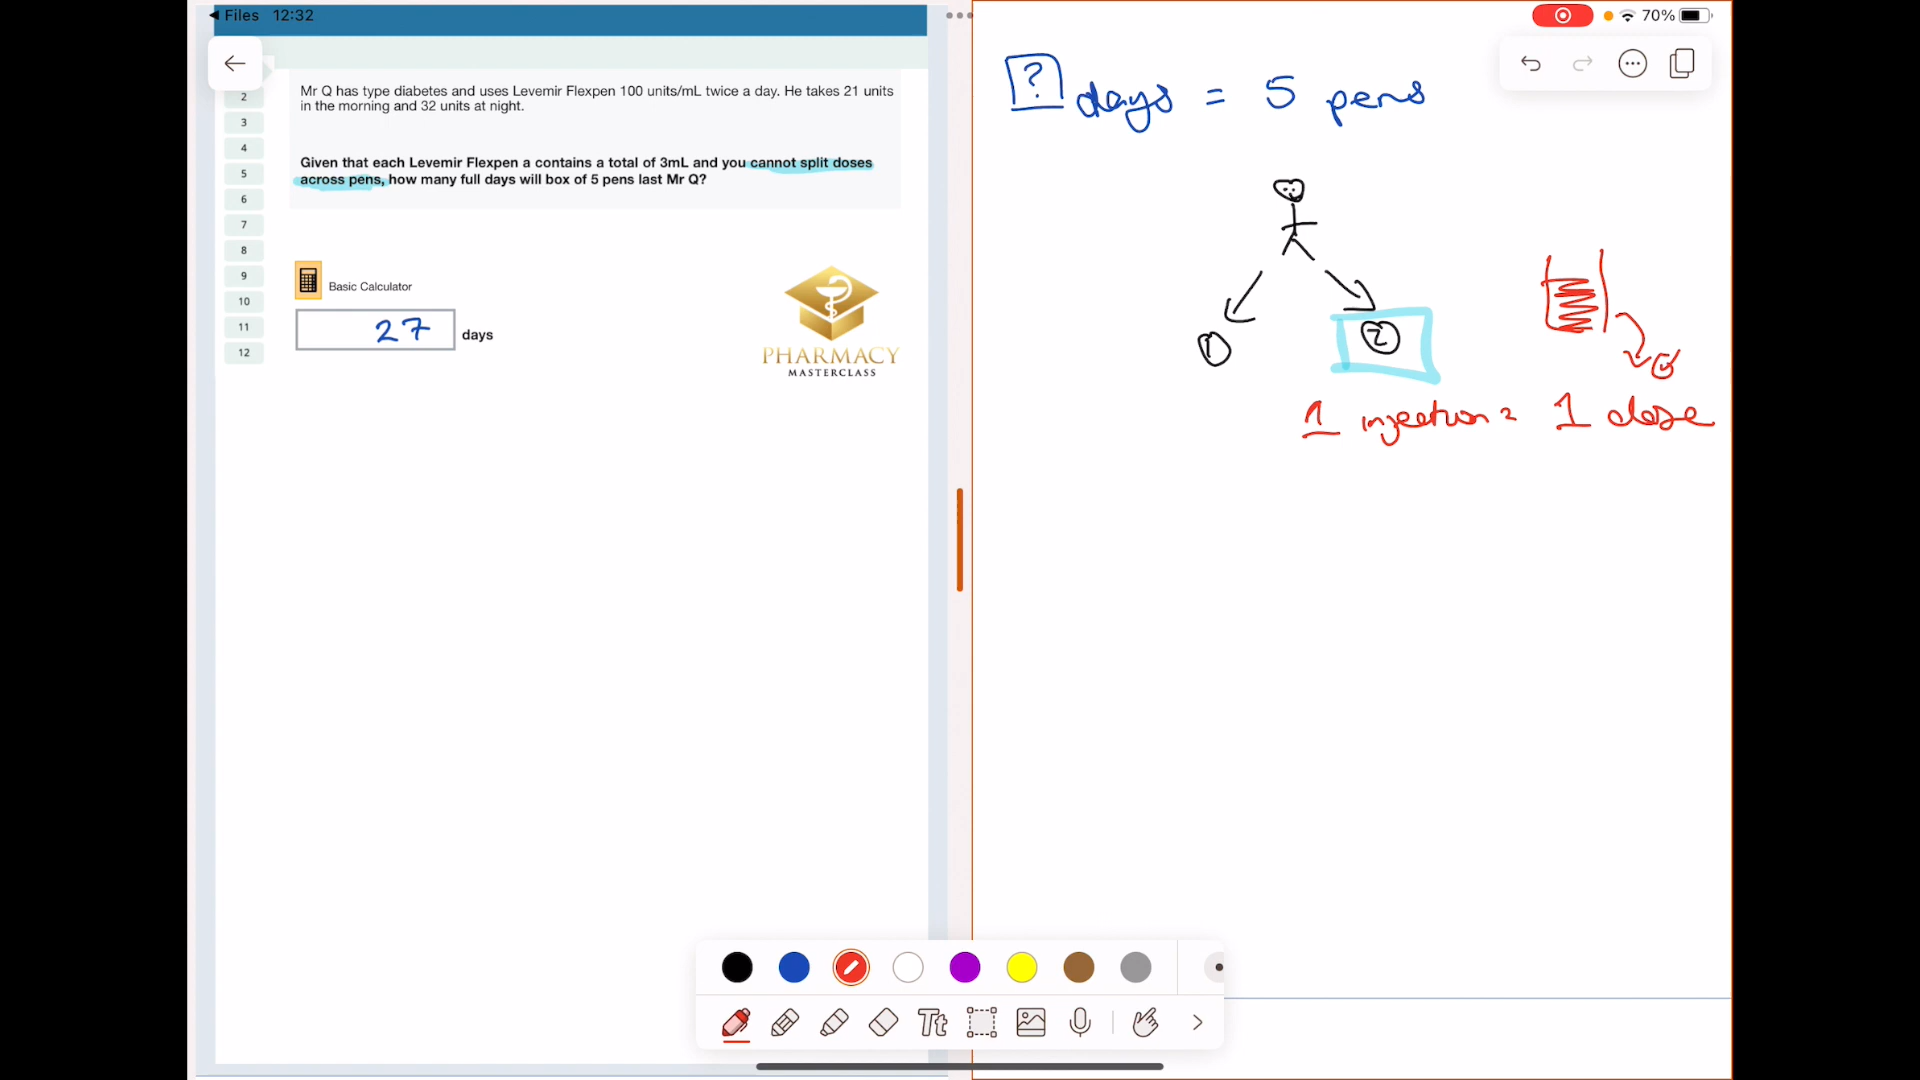 Files 12:32
70%
2
3
4
5
6
7
8
9
10
11
12
Mr Q has type diabetes and uses Levemir Flexpen 100 units/mL twice a day. He takes 21 units
in the morning and 32 units at night.
Given that each Levemir Flexpen a contains a total of 3mL and you cannot split doses
across pens, how many full days will box of 5 pens last Mr Q?
Basic Calculator
27 days
PHARMACY
MASTERCLASS
? days = 5 pens
1
2
1 injection = 1 dose
Tt